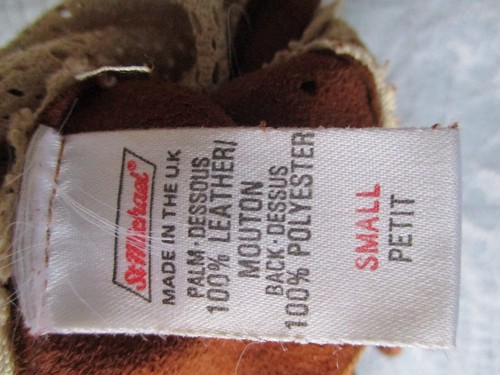 St Michael®
MADE IN THE U.K
PALM-DESSOUS
100% LEATHER/
MOUTON
BACK-DESSUS
100% POLYESTER
SMALL
PETIT